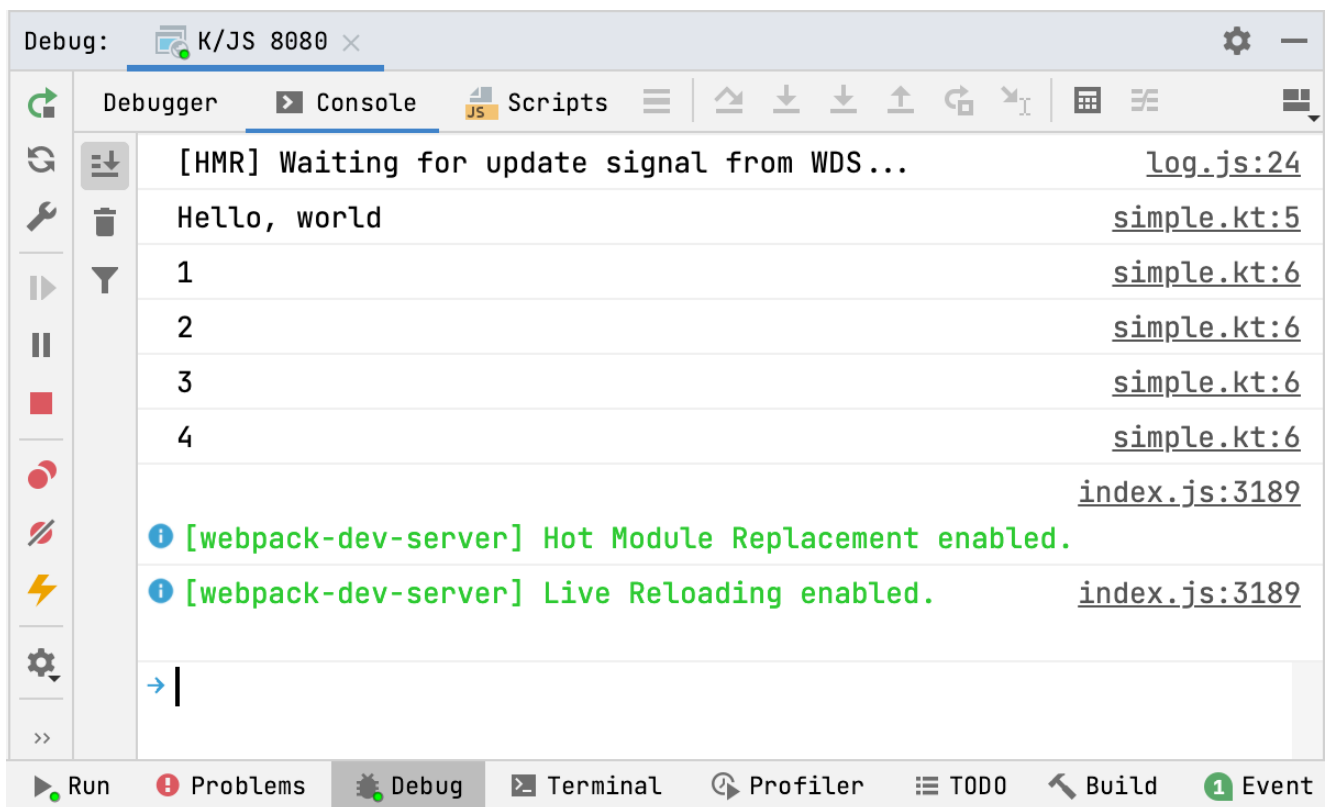 Debug: K/JS 8080
Debugger Console JS Scripts
[HMR] Waiting for update signal from WDS... log.js:24
Hello, world simple.kt:5
1 simple.kt:6
2 simple.kt:6
3 simple.kt:6
4 simple.kt:6
index.js:3189
[webpack-dev-server] Hot Module Replacement enabled.
[webpack-dev-server] Live Reloading enabled. index.js:3189
Run Problems Debug Terminal Profiler TODO Build 1 Event